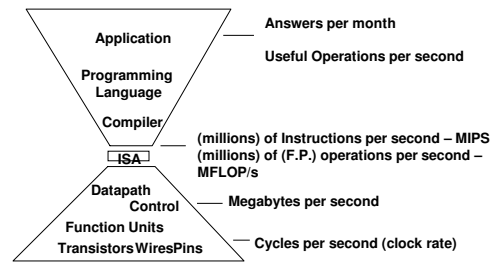 Application
Programming
Language
Compiler
ISA
Datapath
Control
Function Units
TransistorsWiresPins
Answers per month
Useful Operations per second
(millions) of Instructions per second – MIPS
(millions) of (F.P.) operations per second –
MFLOP/s
Megabytes per second
Cycles per second (clock rate)